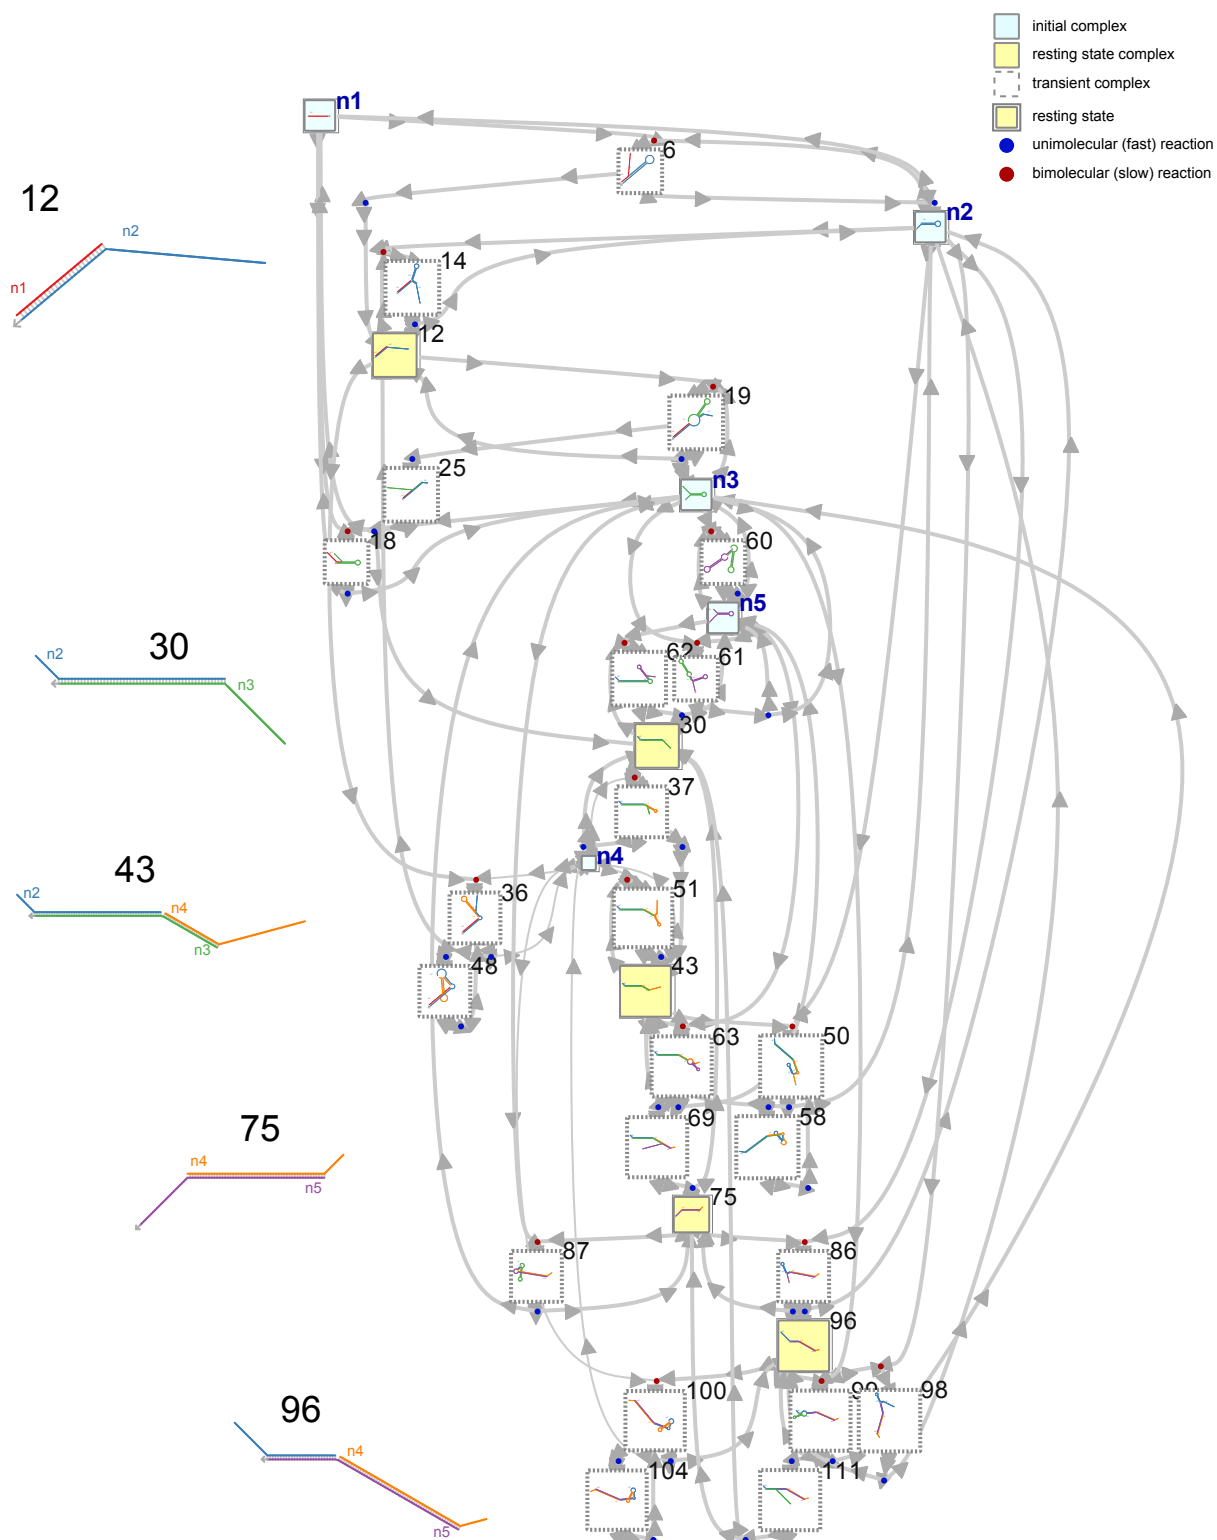 initial complex
resting state complex
transient complex
resting state
unimolecular (fast) reaction
bimolecular (slow) reaction
n1
6
n2
12
n2
n1
14
12
19
25
n3
18
60
n5
30
n2
n3
62
61
30
37
n4
43
n2
n4
n3
36
51
48
43
63
50
69
58
75
n4
n5
75
87
86
96
96
n4
n5
100
99
98
104
111